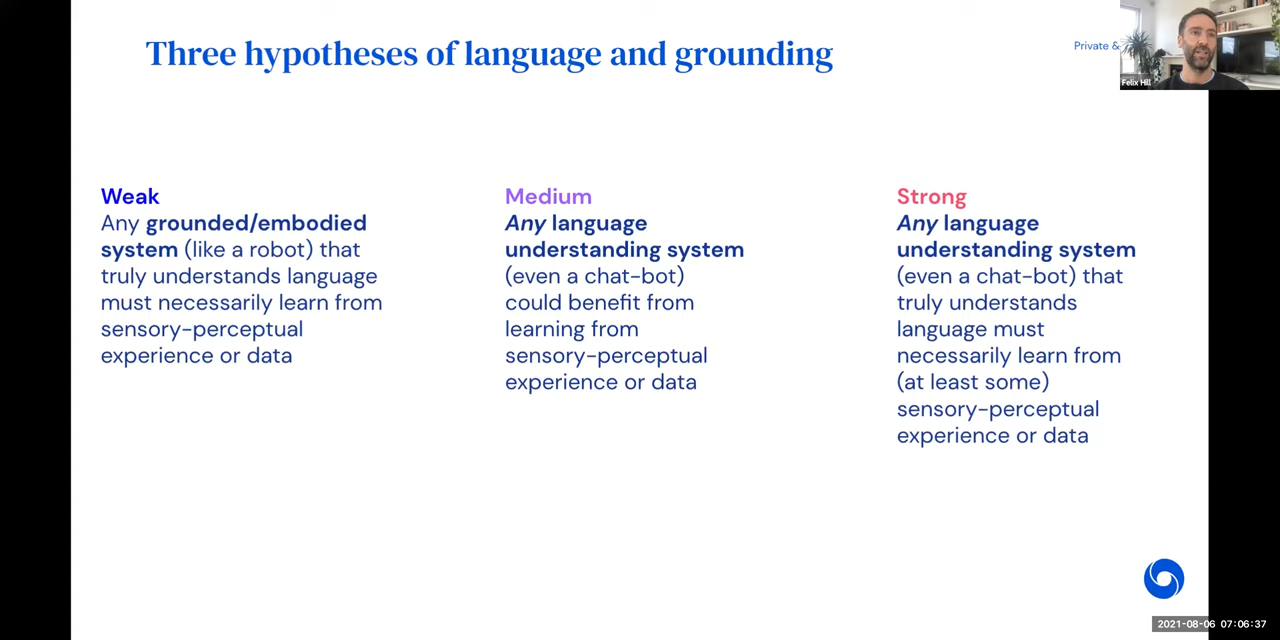 Three hypotheses of language and grounding
Private &
Felix Hill
Weak
Any grounded/embodied
system (like a robot) that
truly understands language
must necessarily learn from
sensory-perceptual
experience or data
Medium
Any language
understanding system
(even a chat-bot)
could benefit from
learning from
sensory-perceptual
experience or data
Strong
Any language
understanding system
(even a chat-bot) that
truly understands
language must
necessarily learn from
(at least some)
sensory-perceptual
experience or data
2021-08-06 07:06:37